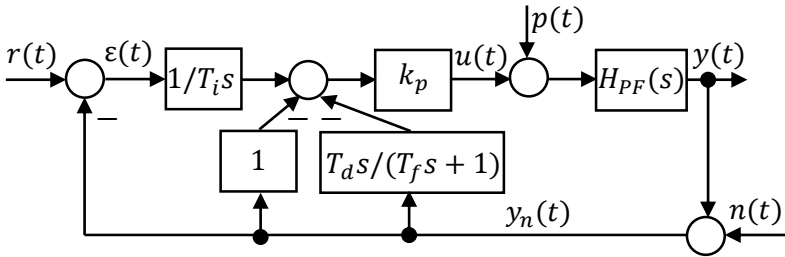 p(t)
r(t) ε(t) 1/T_i s k_p u(t) H_PF(s) y(t)
− − −
1 T_d s/(T_f s + 1)
y_n(t) n(t)